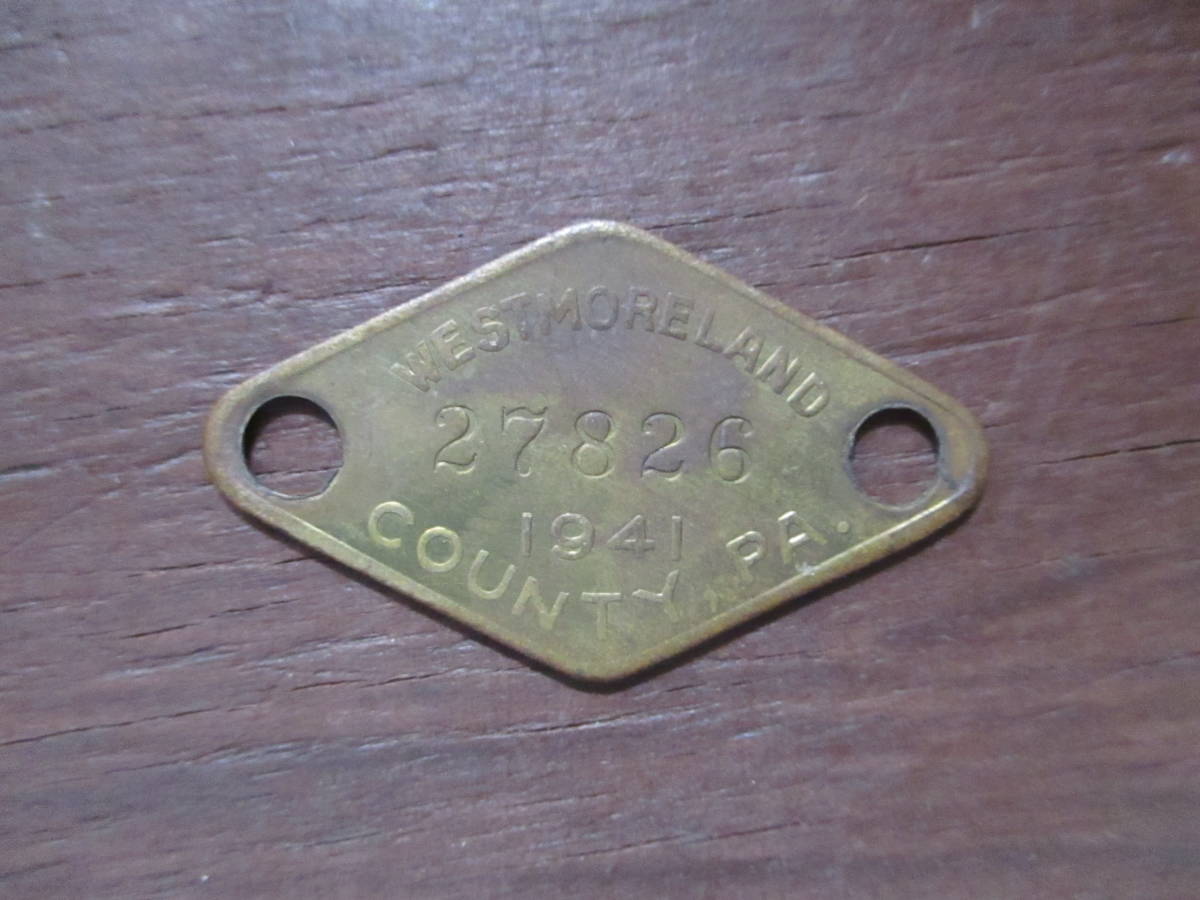 WESTMORELAND
27826
1941
COUNTY, PA.